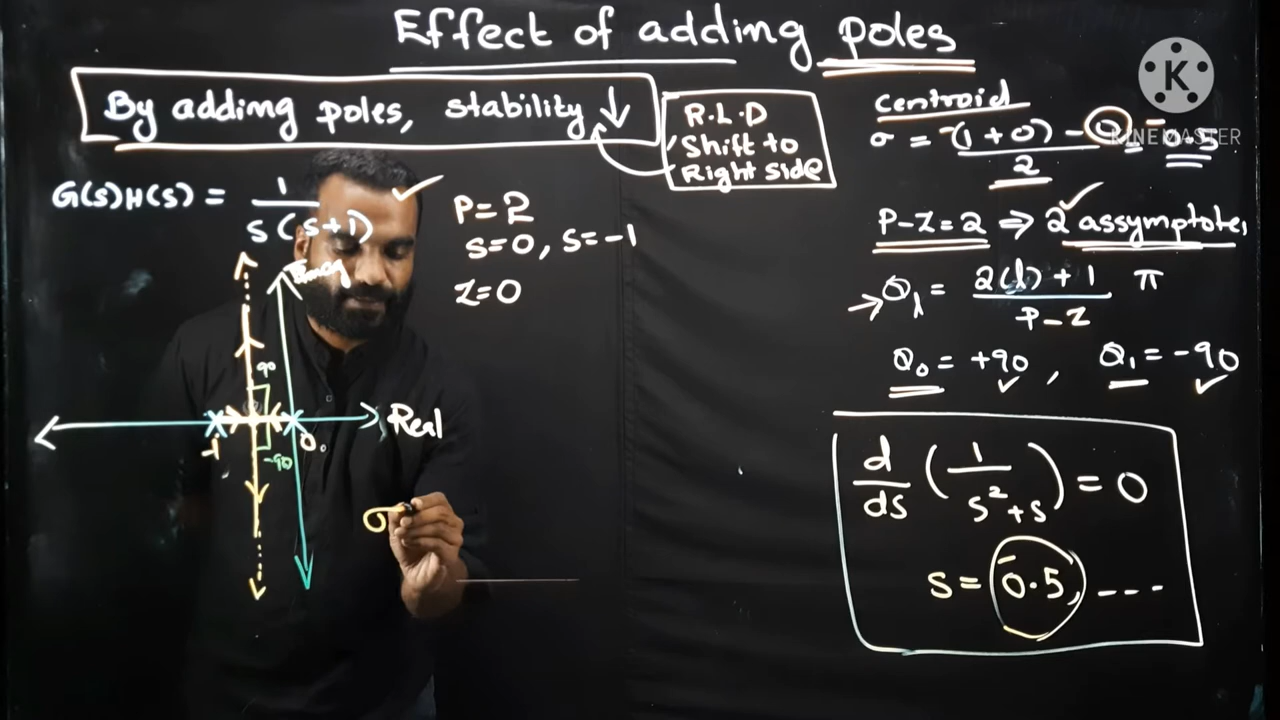 Effect of adding poles
By adding poles, stability ↓
R.L.D
Shift to
Right side
G(s)H(s) = 1 / s(s+1)
P=2
s=0, s=-1
Z=0
Imag
90
Real
-1
0
-90
σ
centroid
σ = -(1+0) - 0 / 2 = -0.5
P-Z=2 ⇒ 2 assymptotes
θλ = 2(λ)+1 / P-Z π
θ0 = +90, θ1 = -90
d/ds (1 / s²+s) = 0
s = -0.5, ---
K
KINEMASTER